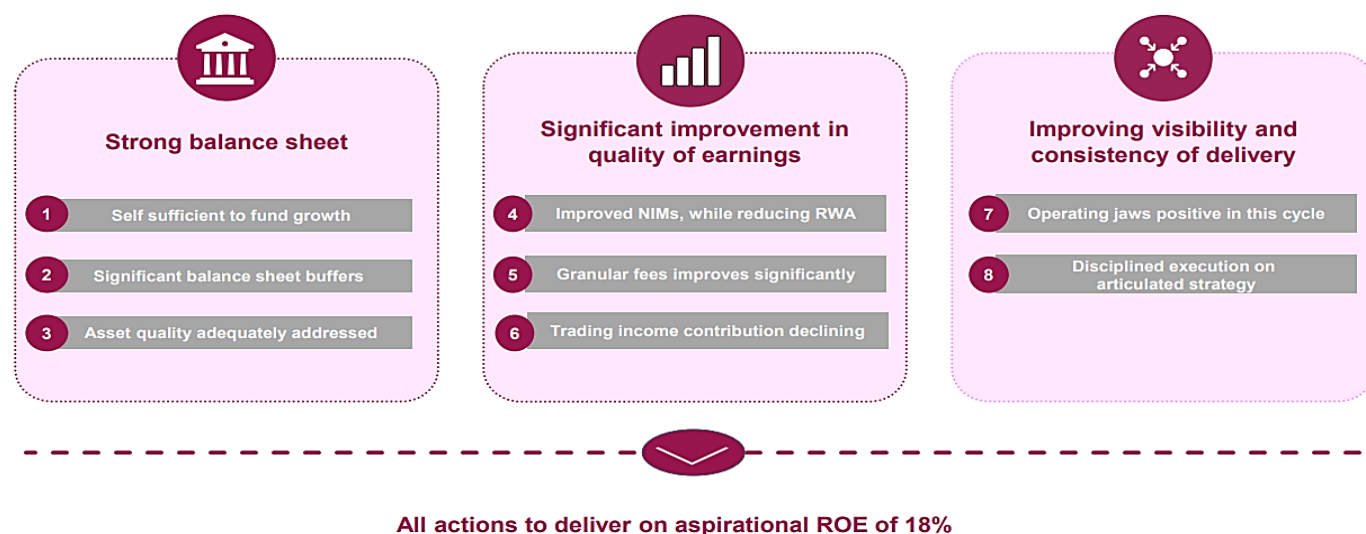 Strong balance sheet
1
Self sufficient to fund growth
2
Significant balance sheet buffers
3
Asset quality adequately addressed
Significant improvement in
quality of earnings
4
Improved NIMs, while reducing RWA
5
Granular fees improves significantly
6
Trading income contribution declining
Improving visibility and
consistency of delivery
7
Operating jaws positive in this cycle
8
Disciplined execution on
articulated strategy
All actions to deliver on aspirational ROE of 18%